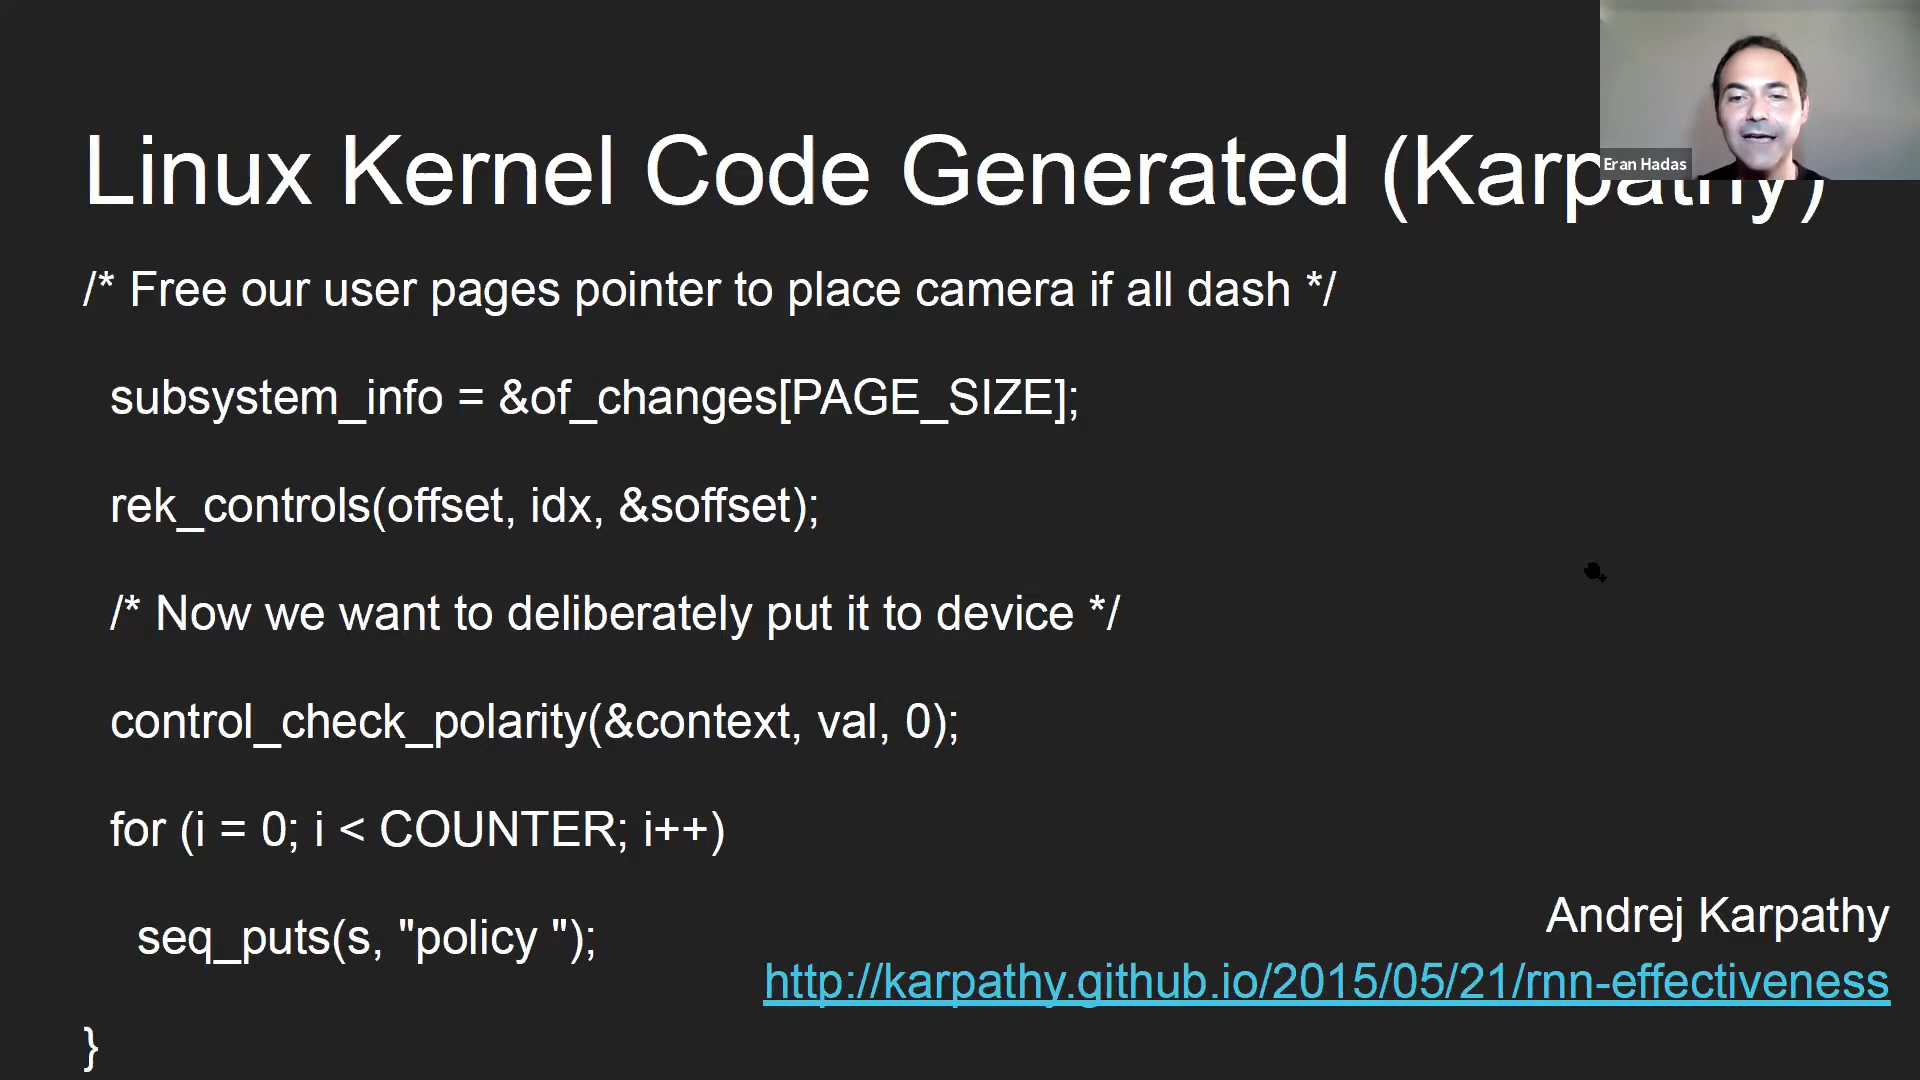 Linux Kernel Code Generated (Karpathy)
Eran Hadas
/* Free our user pages pointer to place camera if all dash */
subsystem_info = &of_changes[PAGE_SIZE];
rek_controls(offset, idx, &soffset);
/* Now we want to deliberately put it to device */
control_check_polarity(&context, val, 0);
for (i = 0; i < COUNTER; i++)
seq_puts(s, "policy ");
}
Andrej Karpathy
http://karpathy.github.io/2015/05/21/rnn-effectiveness